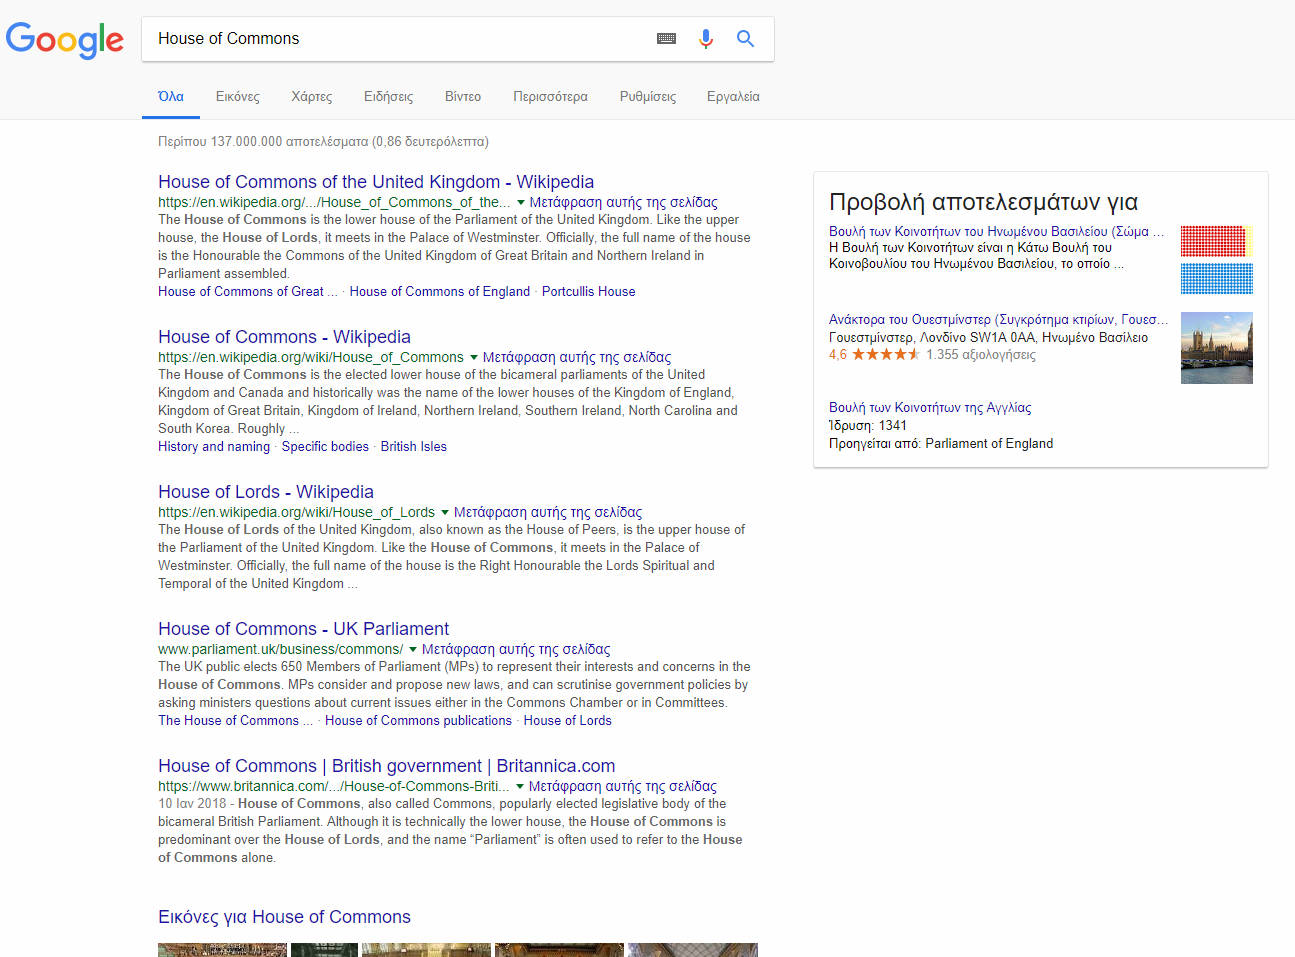 Google
House of Commons
Όλα Εικόνες Χάρτες Ειδήσεις Βίντεο Περισσότερα Ρυθμίσεις Εργαλεία
Περίπου 137.000.000 αποτελέσματα (0,86 δευτερόλεπτα)
House of Commons of the United Kingdom - Wikipedia
https://en.wikipedia.org/.../House_of_Commons_of_the... ▼ Μετάφραση αυτής της σελίδας
The House of Commons is the lower house of the Parliament of the United Kingdom. Like the upper
house, the House of Lords, it meets in the Palace of Westminster. Officially, the full name of the house
is the Honourable the Commons of the United Kingdom of Great Britain and Northern Ireland in
Parliament assembled.
House of Commons of Great ... · House of Commons of England · Portcullis House
House of Commons - Wikipedia
https://en.wikipedia.org/wiki/House_of_Commons ▼ Μετάφραση αυτής της σελίδας
The House of Commons is the elected lower house of the bicameral parliaments of the United
Kingdom and Canada and historically was the name of the lower houses of the Kingdom of England,
Kingdom of Great Britain, Kingdom of Ireland, Northern Ireland, Southern Ireland, North Carolina and
South Korea. Roughly ...
History and naming · Specific bodies · British Isles
House of Lords - Wikipedia
https://en.wikipedia.org/wiki/House_of_Lords ▼ Μετάφραση αυτής της σελίδας
The House of Lords of the United Kingdom, also known as the House of Peers, is the upper house of
the Parliament of the United Kingdom. Like the House of Commons, it meets in the Palace of
Westminster. Officially, the full name of the house is the Right Honourable the Lords Spiritual and
Temporal of the United Kingdom ...
House of Commons - UK Parliament
www.parliament.uk/business/commons/ ▼ Μετάφραση αυτής της σελίδας
The UK public elects 650 Members of Parliament (MPs) to represent their interests and concerns in the
House of Commons. MPs consider and propose new laws, and can scrutinise government policies by
asking ministers questions about current issues either in the Commons Chamber or in Committees.
The House of Commons ... · House of Commons publications · House of Lords
House of Commons | British government | Britannica.com
https://www.britannica.com/.../House-of-Commons-Briti... ▼ Μετάφραση αυτής της σελίδας
10 Ιαν 2018 - House of Commons, also called Commons, popularly elected legislative body of the
bicameral British Parliament. Although it is technically the lower house, the House of Commons is
predominant over the House of Lords, and the name “Parliament” is often used to refer to the House
of Commons alone.
Εικόνες για House of Commons
Προβολή αποτελεσμάτων για
Βουλή των Κοινοτήτων του Ηνωμένου Βασιλείου (Σώμα ...
Η Βουλή των Κοινοτήτων είναι η Κάτω Βουλή του
Κοινοβουλίου του Ηνωμένου Βασιλείου, το οποίο ...
Ανάκτορα του Ουεστμίνστερ (Συγκρότημα κτιρίων, Γουεσ...
Γουεστμίνστερ, Λονδίνο SW1A 0AA, Ηνωμένο Βασίλειο
4,6 ★★★★★ 1.355 αξιολογήσεις
Βουλή των Κοινοτήτων της Αγγλίας
Ίδρυση: 1341
Προηγείται από: Parliament of England